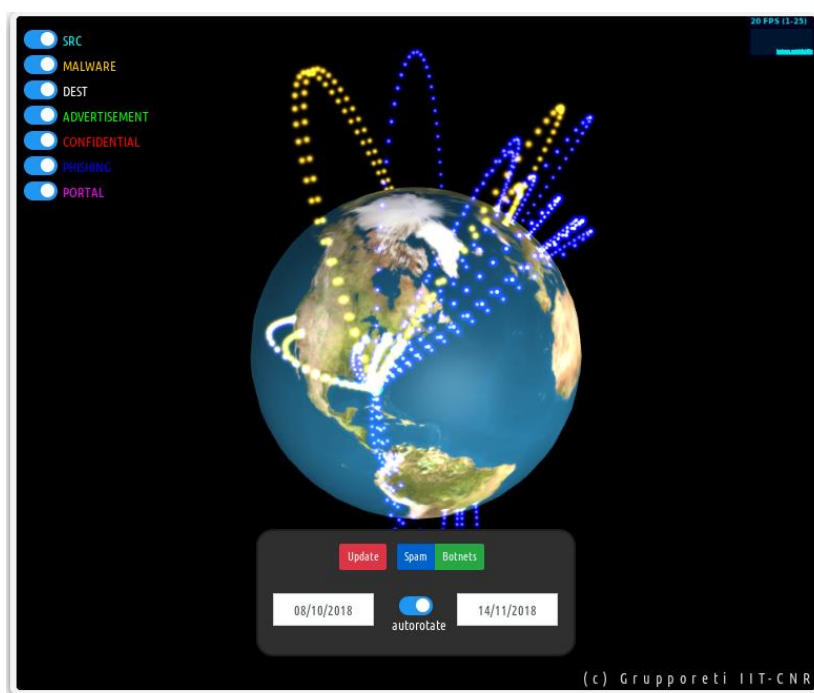 20 FPS (1-25)
SRC
MALWARE
DEST
ADVERTISEMENT
CONFIDENTIAL
PHISHING
PORTAL
Update
Spam
Botnets
08/10/2018
autorotate
14/11/2018
(c) Grupporeti IIT-CNR